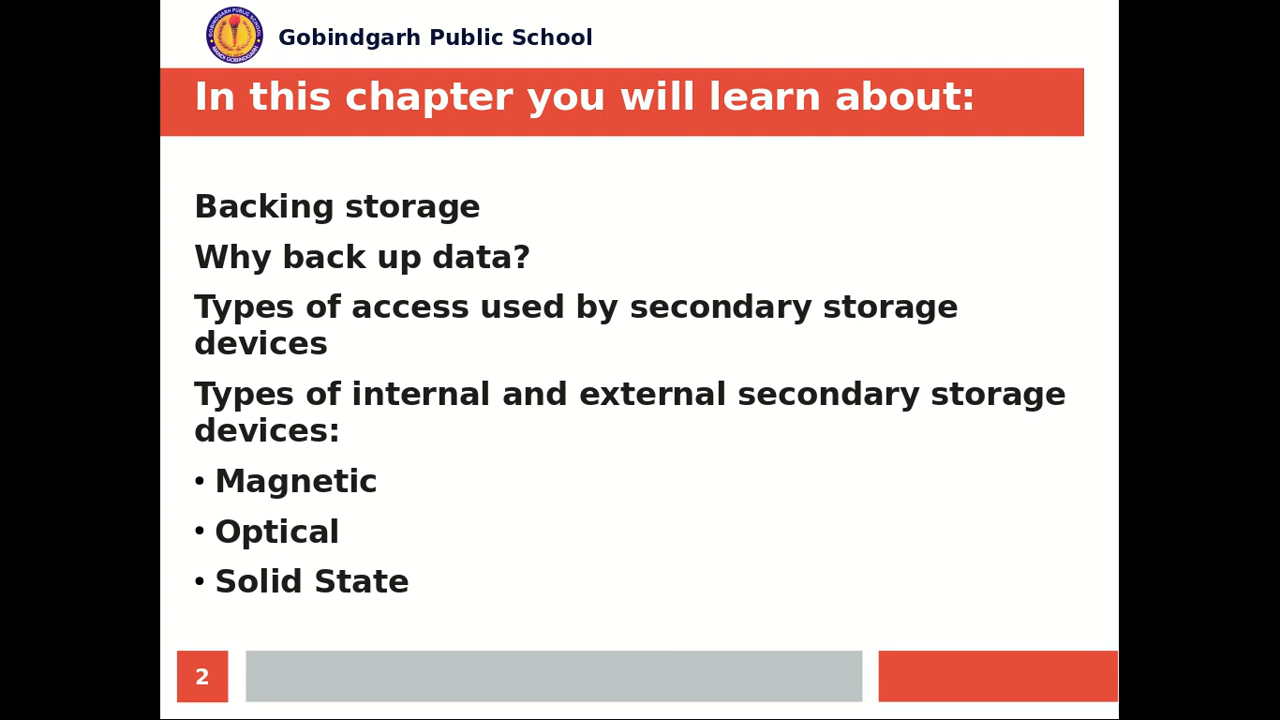 Gobindgarh Public School
In this chapter you will learn about:
Backing storage
Why back up data?
Types of access used by secondary storage
devices
Types of internal and external secondary storage
devices:
• Magnetic
• Optical
• Solid State
2